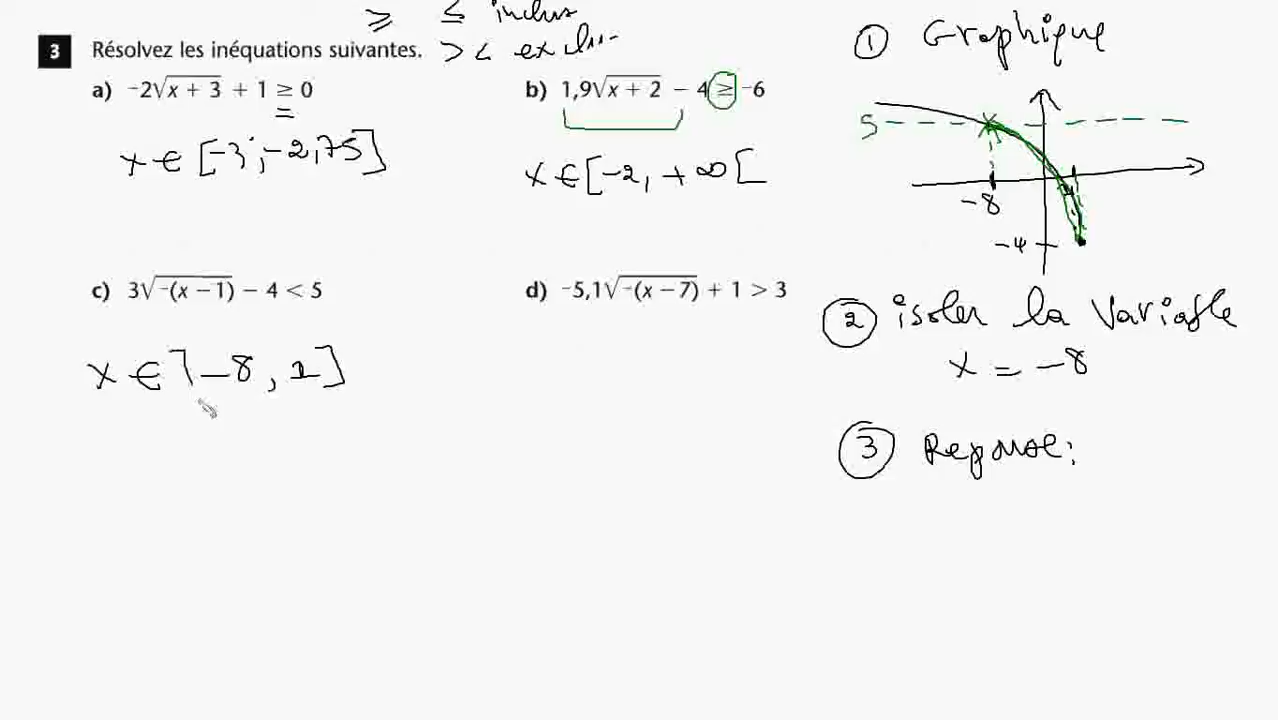 ≥ ≤ inclus
> < exclus
3 Résolvez les inéquations suivantes.
a) -2√x + 3 + 1 ≥ 0
x ∈ [-3 ; -2,75]
b) 1,9√x + 2 - 4 ≥ -6
x ∈ [-2, +∞[
c) 3√-(x - 1) - 4 < 5
x ∈ ]-8, 1]
d) -5,1√-(x - 7) + 1 > 3
1 Graphique
5
-8
1
-4
2 isoler la variable
x = -8
3 Reponse: